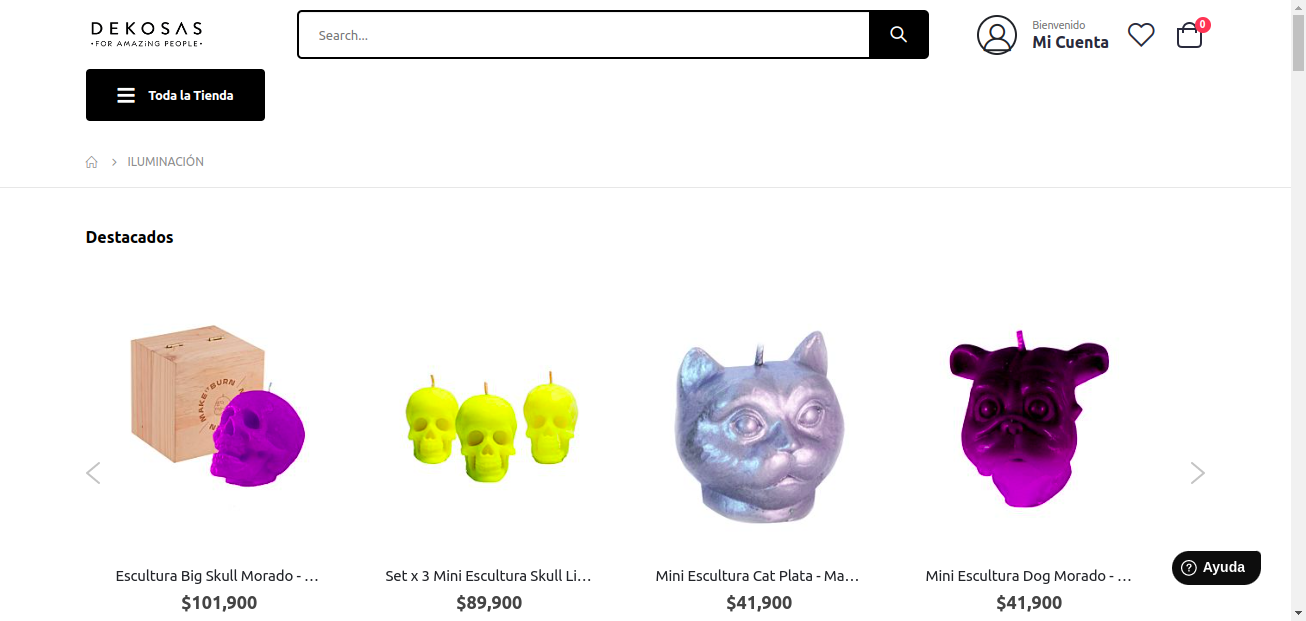 DEKOSAS
•FOR AMAZiNG PEOPLE•
Search...
Bienvenido
Mi Cuenta
0
Toda la Tienda
ILUMINACIÓN
Destacados
MAKE IT BURN
Escultura Big Skull Morado - ...
$101,900
Set x 3 Mini Escultura Skull Li...
$89,900
Mini Escultura Cat Plata - Ma...
$41,900
Mini Escultura Dog Morado - ...
$41,900
? Ayuda